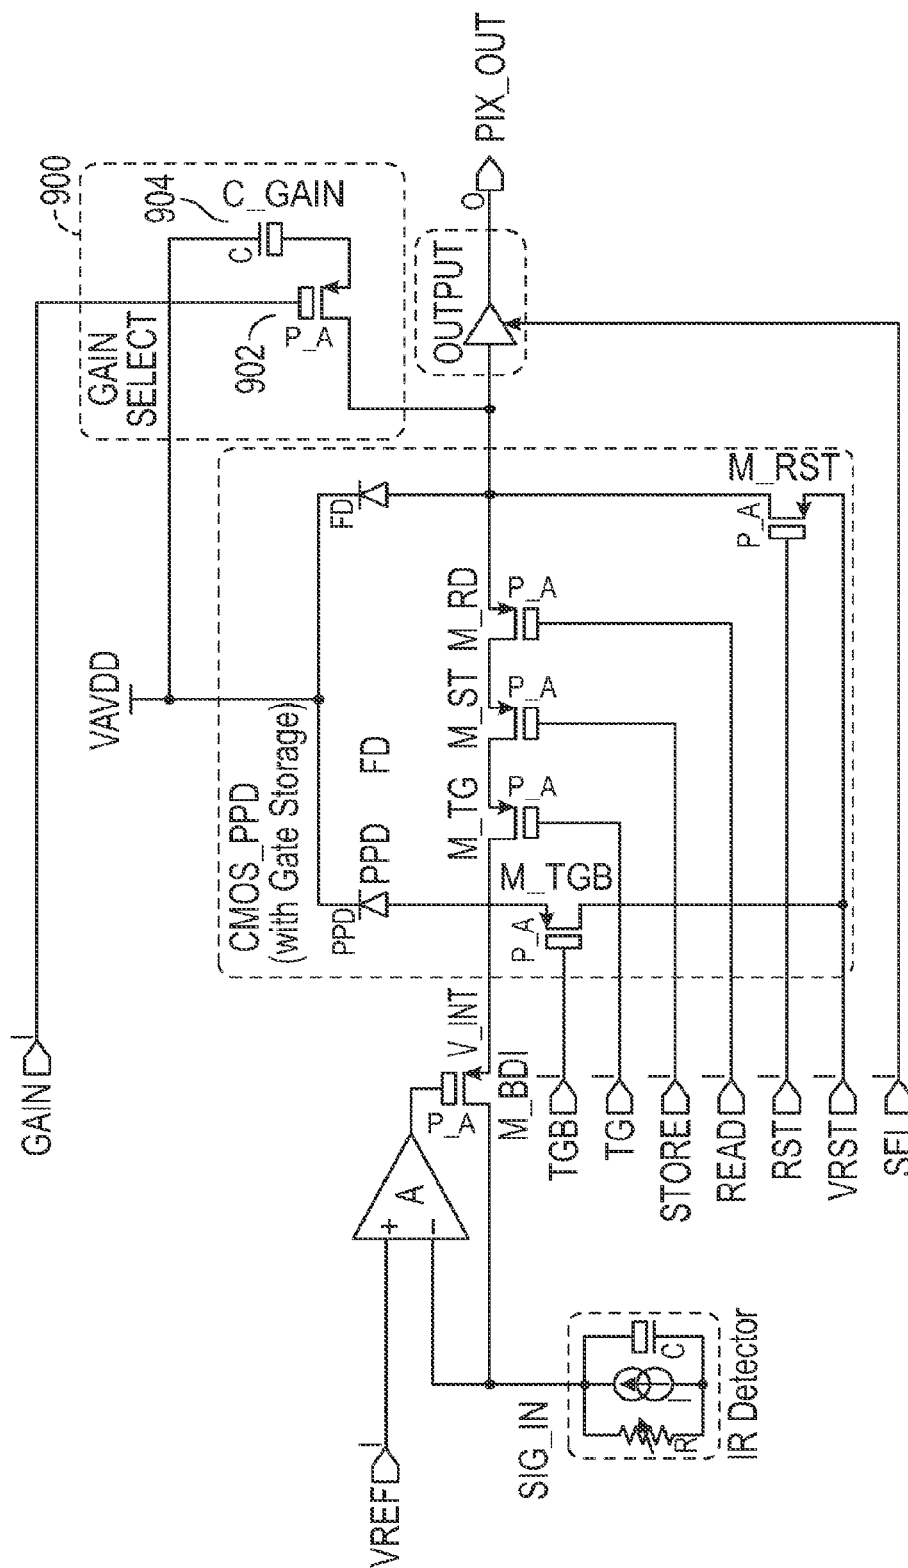 GAIN
VREF
A
+
−
P_A
V_INT
M_BDI
SIG_IN
R
I
C
IR Detector
VAVDD
CMOS_PPD
(with Gate Storage)
PPD
PPD
FD
FD
M_TGB
P_A
M_TG
P_A
M_ST
P_A
M_RD
P_A
M_RST
P_A
GAIN
SELECT
900
902
P_A
904
C
C_GAIN
OUTPUT
O
PIX_OUT
I
I
TGB
I
TG
I
STORE
I
READ
I
RST
I
VRST
I
SEL
I